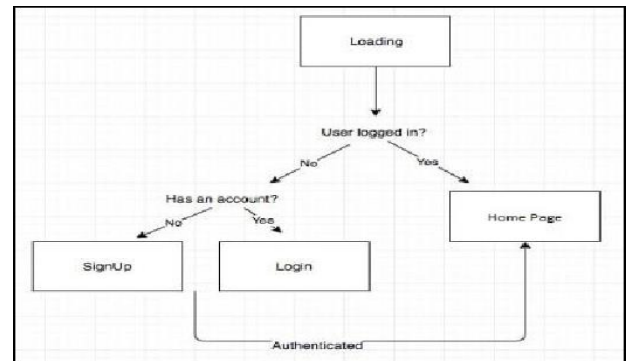 Loading
User logged in?
No
Yes
Has an account?
No
Yes
Home Page
SignUp
Login
Authenticated